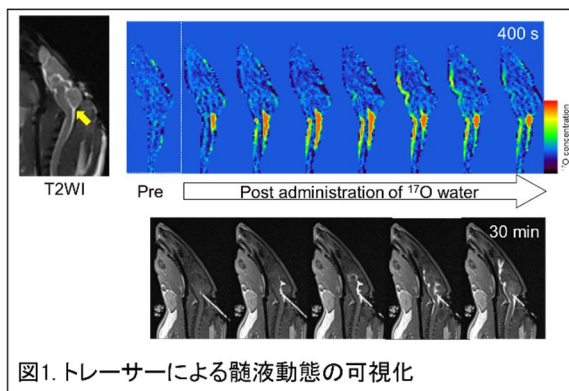 400 s
¹⁷O concentration
T2WI
Pre
Post administration of ¹⁷O water
30 min
図1. トレーサーによる髄液動態の可視化